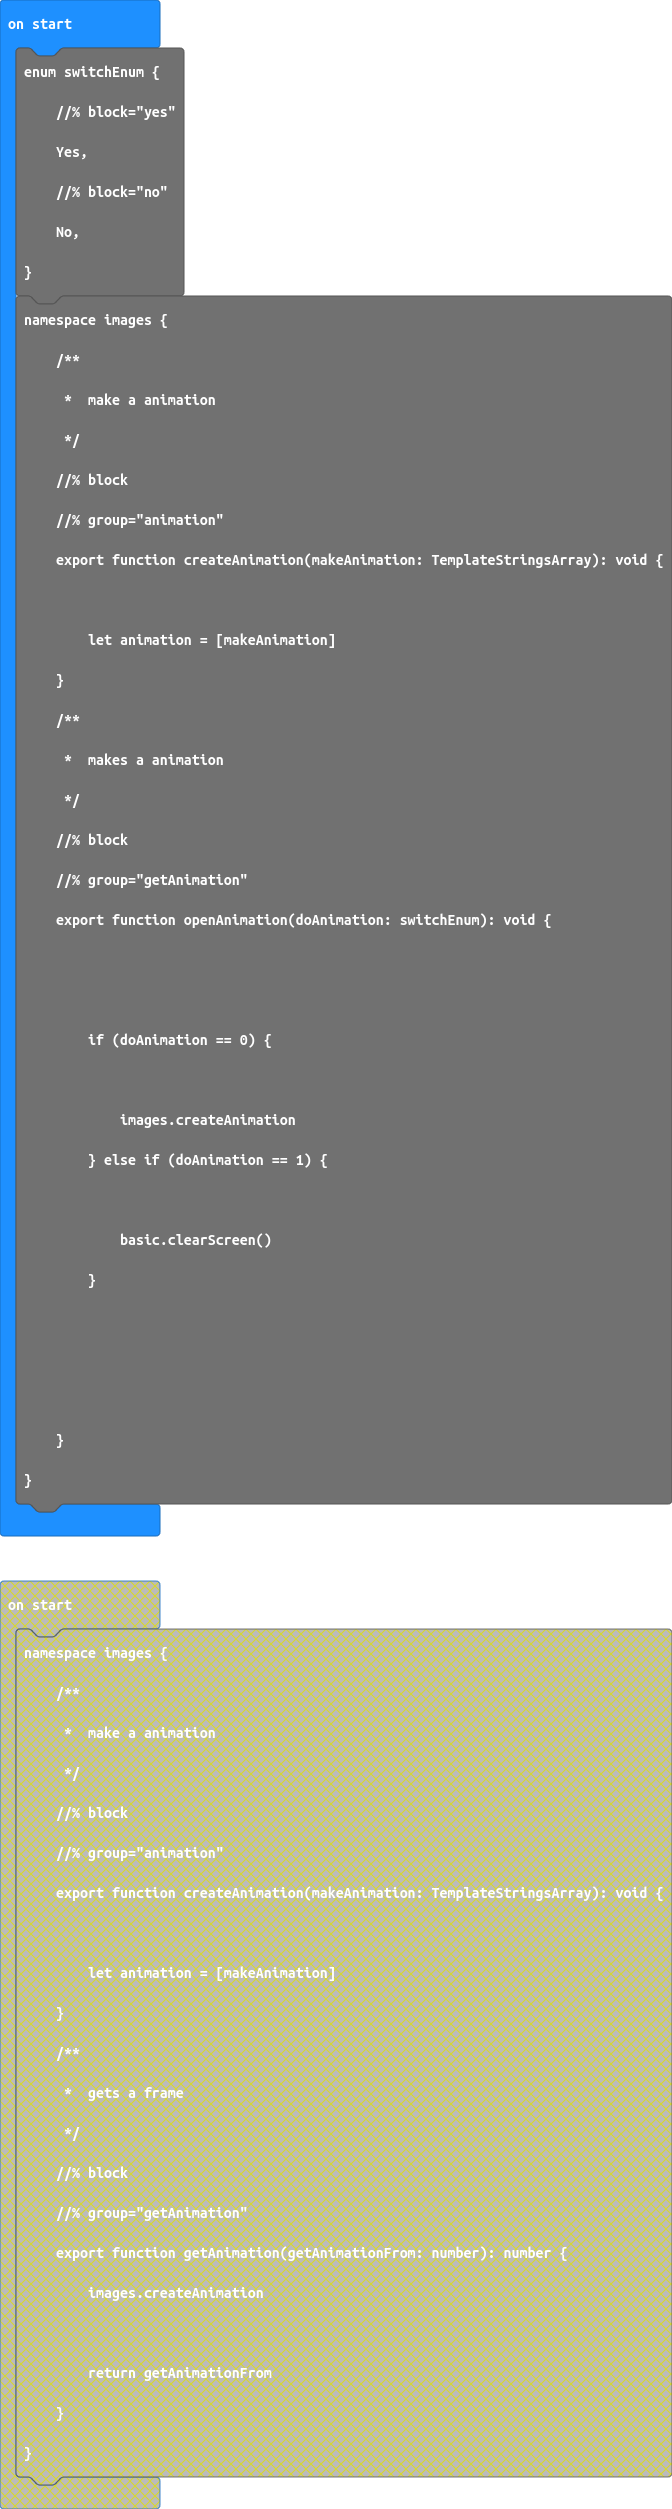 on start
enum switchEnum {
//% block="yes"
Yes,
//% block="no"
No,
}
namespace images {
/**
*  make a animation
*/
//% block
//% group="animation"
export function createAnimation(makeAnimation: TemplateStringsArray): void {
let animation = [makeAnimation]
}
/**
*  makes a animation
*/
//% block
//% group="getAnimation"
export function openAnimation(doAnimation: switchEnum): void {
if (doAnimation == 0) {
images.createAnimation
} else if (doAnimation == 1) {
basic.clearScreen()
}
}
}
on start
namespace images {
/**
*  make a animation
*/
//% block
//% group="animation"
export function createAnimation(makeAnimation: TemplateStringsArray): void {
let animation = [makeAnimation]
}
/**
*  gets a frame
*/
//% block
//% group="getAnimation"
export function getAnimation(getAnimationFrom: number): number {
images.createAnimation
return getAnimationFrom
}
}